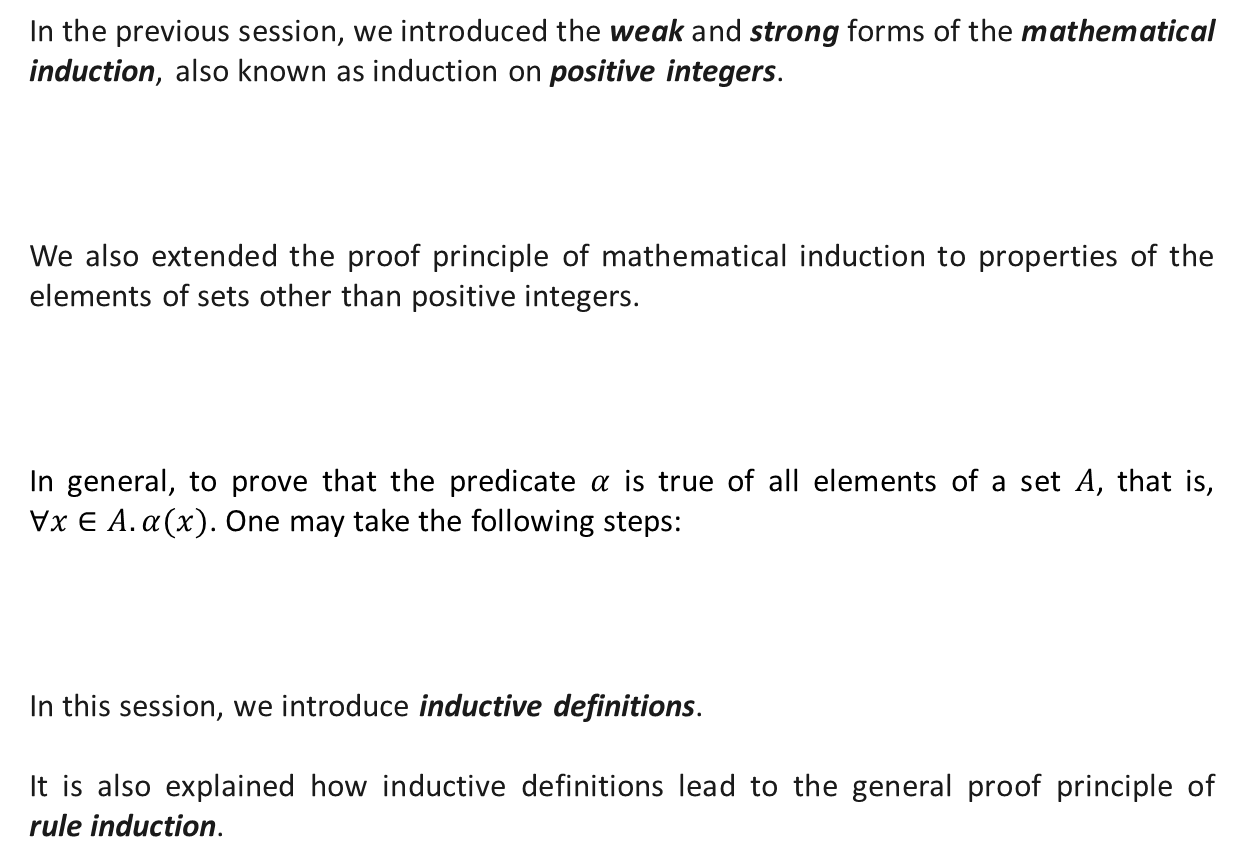 In the previous session, we introduced the weak and strong forms of the mathematical
induction, also known as induction on positive integers.
We also extended the proof principle of mathematical induction to properties of the
elements of sets other than positive integers.
In general, to prove that the predicate α is true of all elements of a set A, that is,
∀x ∈ A. α(x). One may take the following steps:
In this session, we introduce inductive definitions.
It is also explained how inductive definitions lead to the general proof principle of
rule induction.